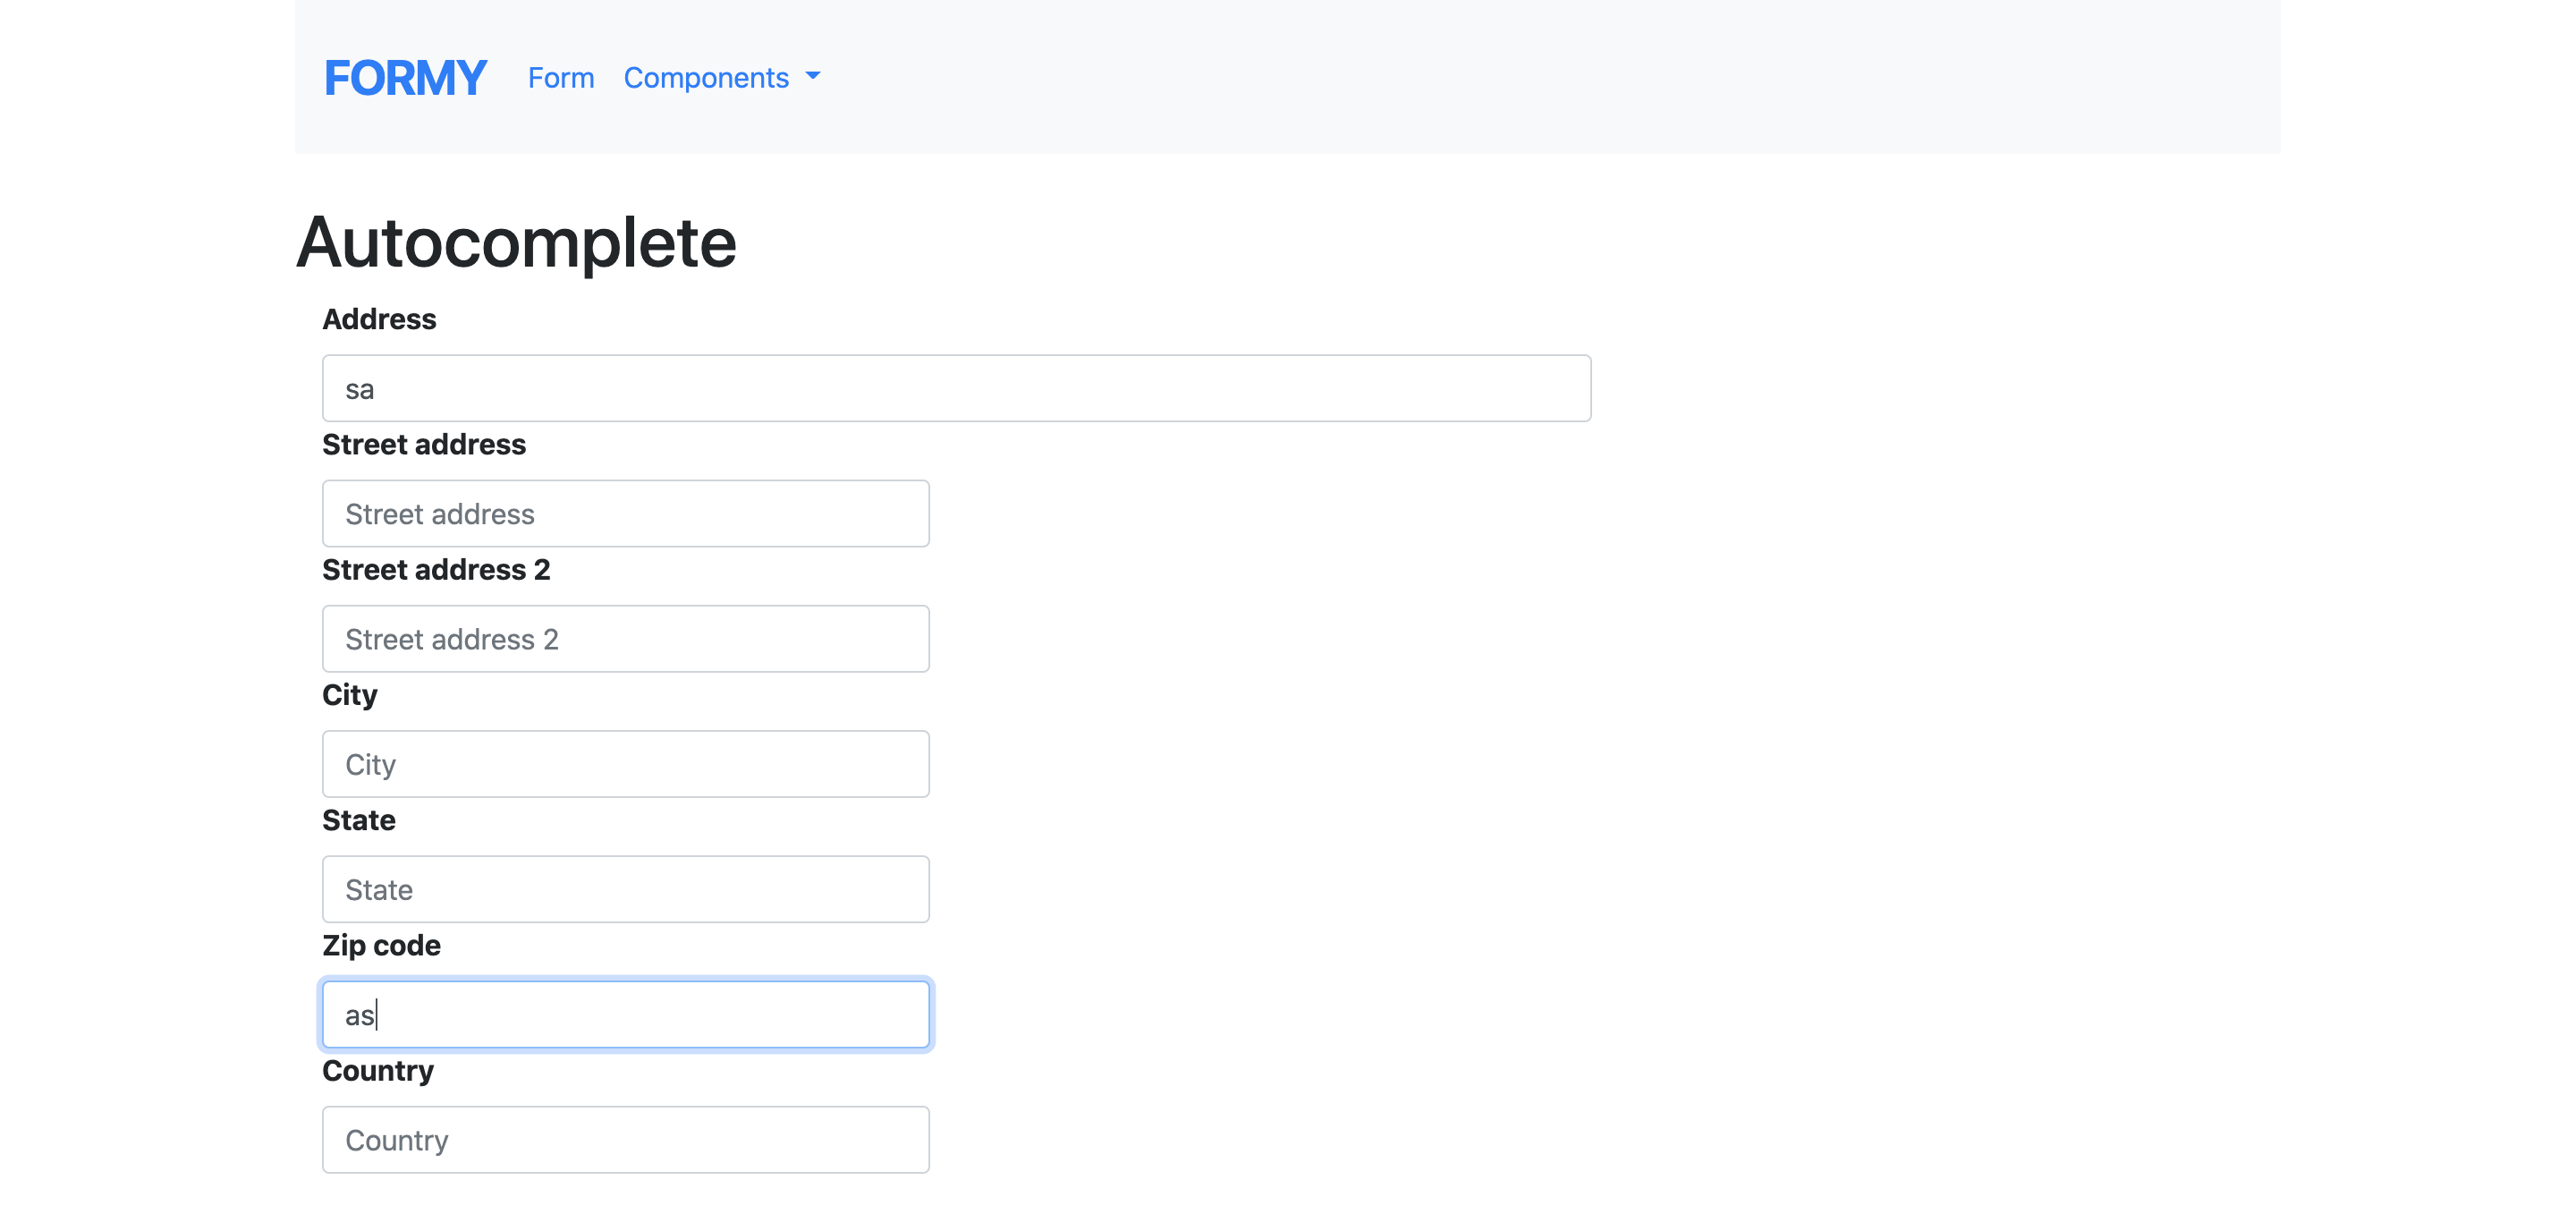 FORMY Form Components
Autocomplete
Address
sa
Street address
Street address
Street address 2
Street address 2
City
City
State
State
Zip code
as
Country
Country